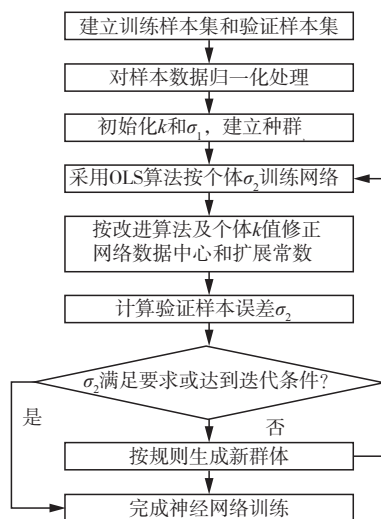 建立训练样本集和验证样本集
对样本数据归一化处理
初始化k和σ₁，建立种群
采用OLS算法按个体σ₂训练网络
按改进算法及个体k值修正
网络数据中心和扩展常数
计算验证样本误差σ₂
σ₂满足要求或达到迭代条件?
是
否
按规则生成新群体
完成神经网络训练